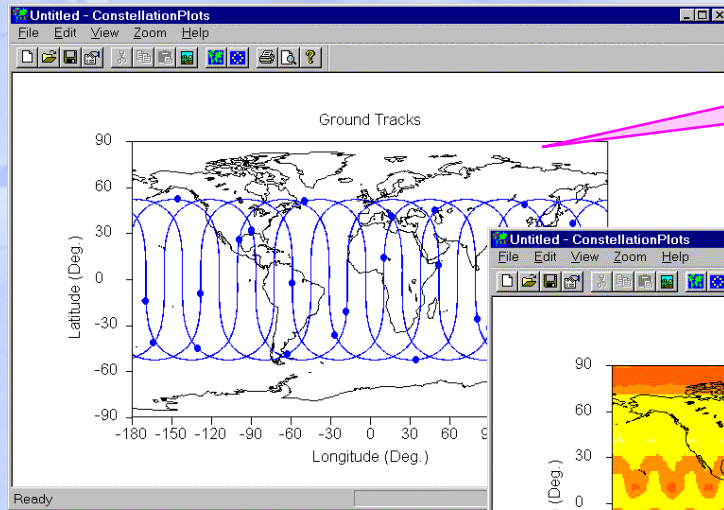 Untitled - ConstellationPlots
File Edit View Zoom Help
Ground Tracks
90
60
30
0
-30
-60
-90
Latitude (Deg.)
-180 -150 -120 -90 -60 -30 0 30 60
Longitude (Deg.)
Ready
Untitled - ConstellationPlots
File Edit View Zoom Help
90
60
30
0
(Deg.)